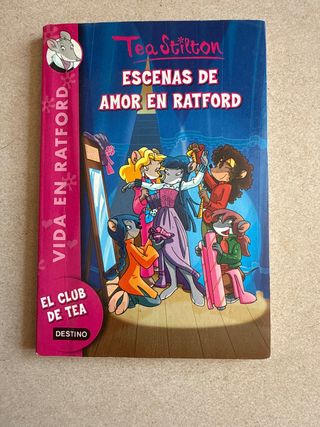 Tea Stilton
ESCENAS DE
AMOR EN RATFORD
VIDA EN RATFORD
EL CLUB
DE TEA
DESTINO